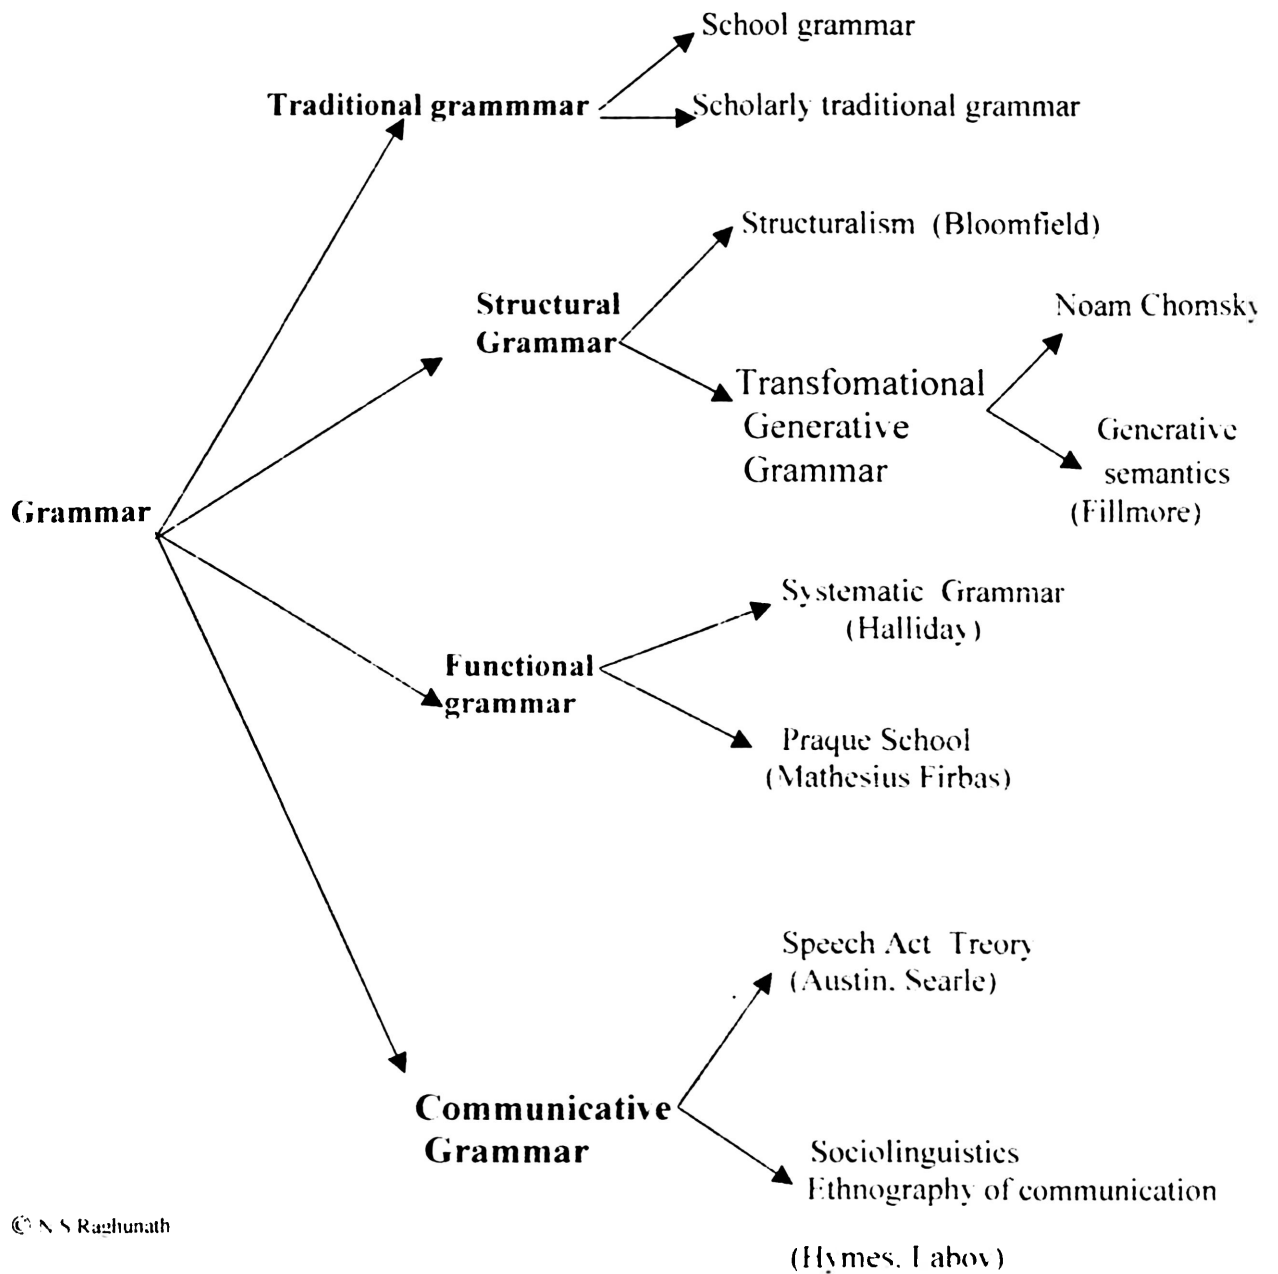 School grammar
Traditional grammmar
Scholarly traditional grammar
Structuralism (Bloomfield)
Structural
Grammar
Noam Chomsky
Transfomational
Generative
Grammar
Generative
semantics
(Fillmore)
Grammar
Systematic Grammar
(Halliday)
Functional
grammar
Praque School
(Mathesius Firbas)
Speech Act Treory
(Austin. Searle)
Communicative
Grammar
Sociolinguistics
Ethnography of communication
(Hymes. Labov)
© N S Raghunath